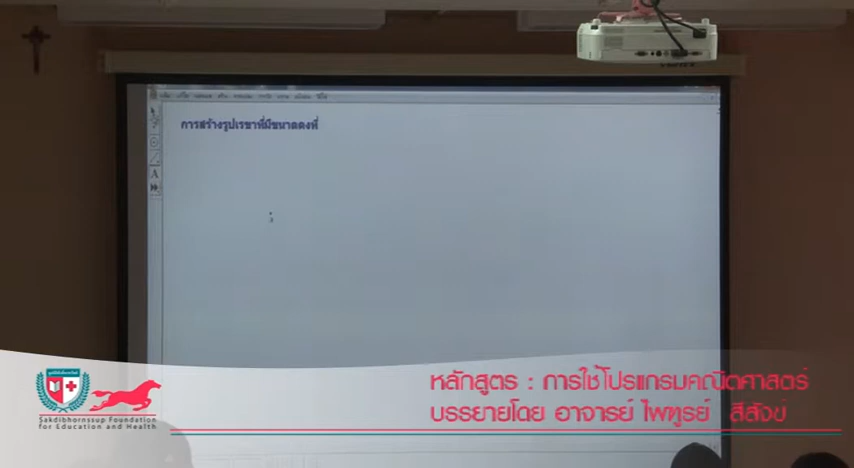 การสร้างรูปเรขาที่มีขนาดคงที่
A
หลักสูตร : การใช้โปรแกรมคณิตศาสตร์
บรรยายโดย อาจารย์ ไพฑูรย์ สีสังข์
Sakdibhornssup Foundation
for Education and Health